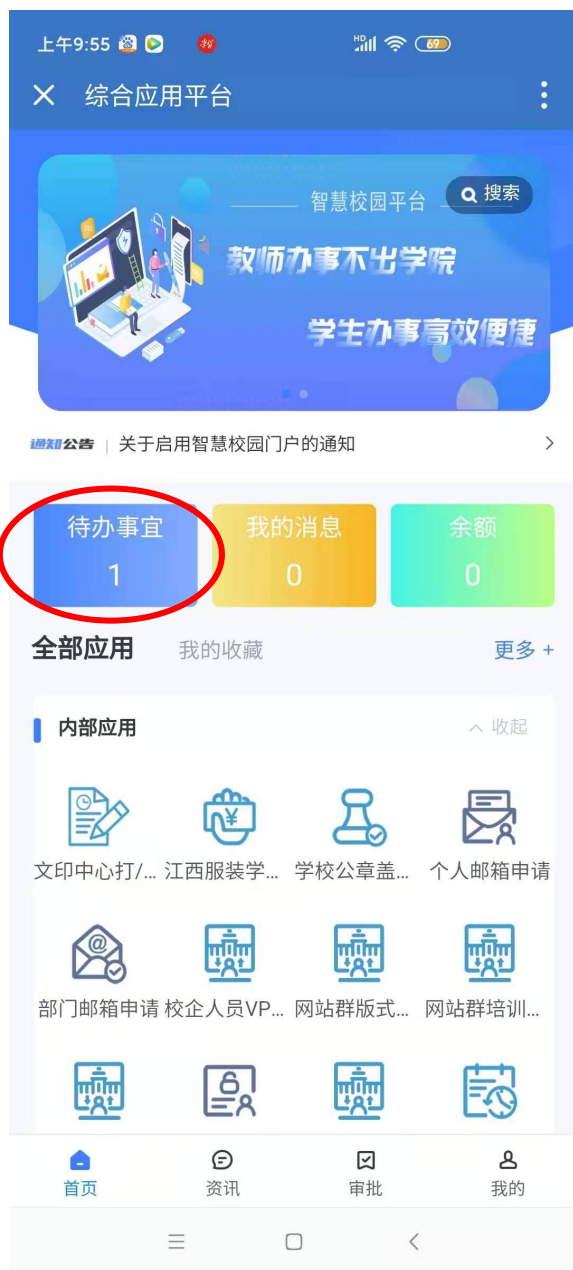 上午9:55
69
综合应用平台
智慧校园平台
搜索
教师办事不出学院
学生办事高效便捷
通知公告 | 关于启用智慧校园门户的通知
待办事宜 我的消息 余额
1 0 0
全部应用 我的收藏 更多 +
内部应用 收起
文印中心打/... 江西服装学... 学校公章盖... 个人邮箱申请
部门邮箱申请 校企人员VP... 网站群版式... 网站群培训...
首页 资讯 审批 我的